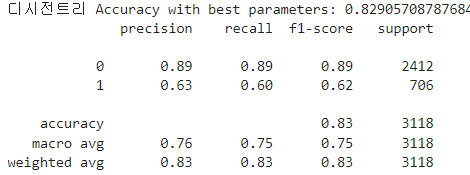 디시전트리 Accuracy with best parameters: 0.8290570878768
precision recall f1-score support
0 0.89 0.89 0.89 2412
1 0.63 0.60 0.62 706
accuracy 0.83 3118
macro avg 0.76 0.75 0.75 3118
weighted avg 0.83 0.83 0.83 3118